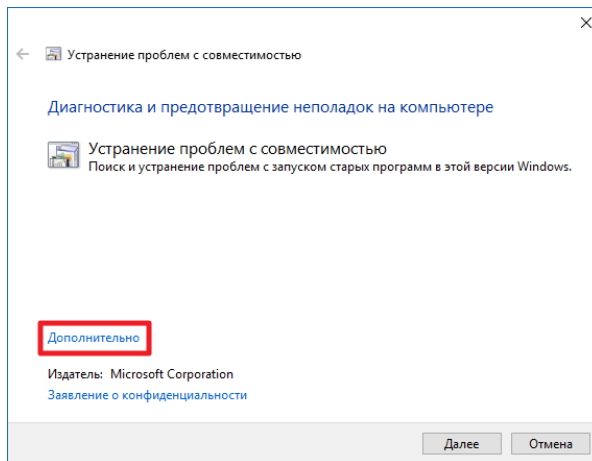 Устранение проблем с совместимостью
Диагностика и предотвращение неполадок на компьютере
Устранение проблем с совместимостью
Поиск и устранение проблем с запуском старых программ в этой версии Windows.
Дополнительно
Издатель: Microsoft Corporation
Заявление о конфиденциальности
Далее
Отмена